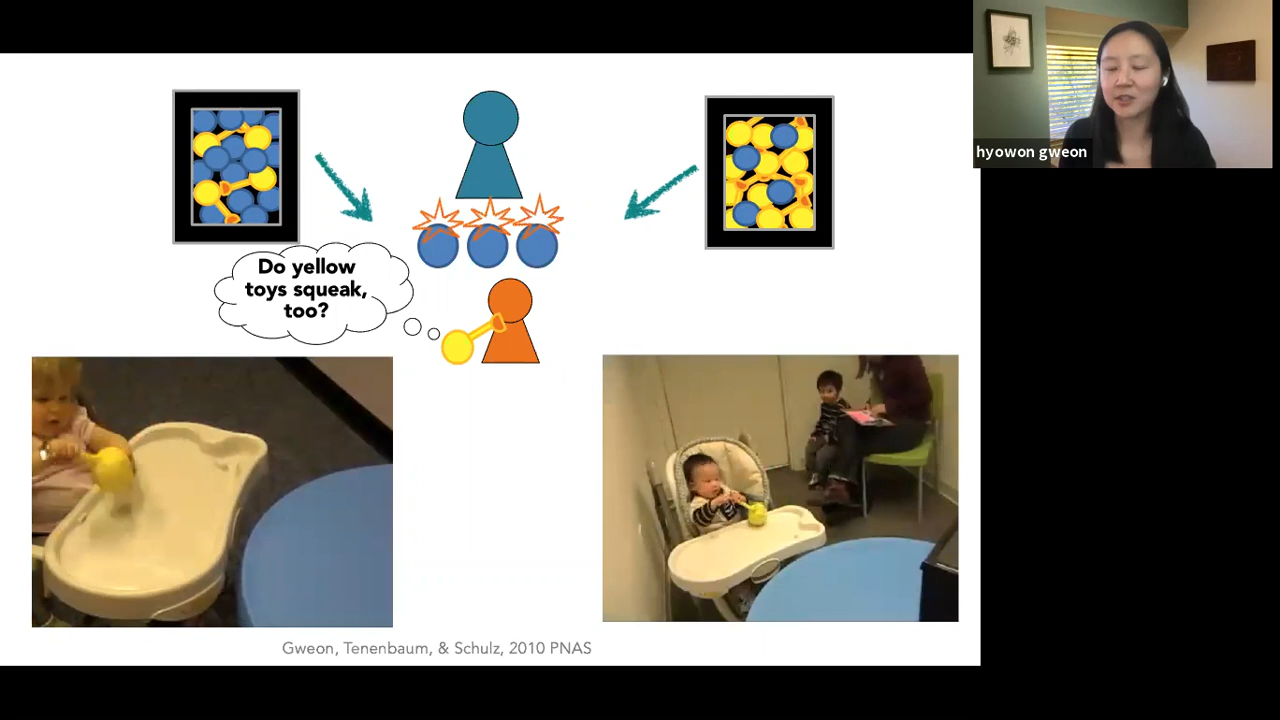 hyowon gweon
Do yellow
toys squeak,
too?
Gweon, Tenenbaum, & Schulz, 2010 PNAS